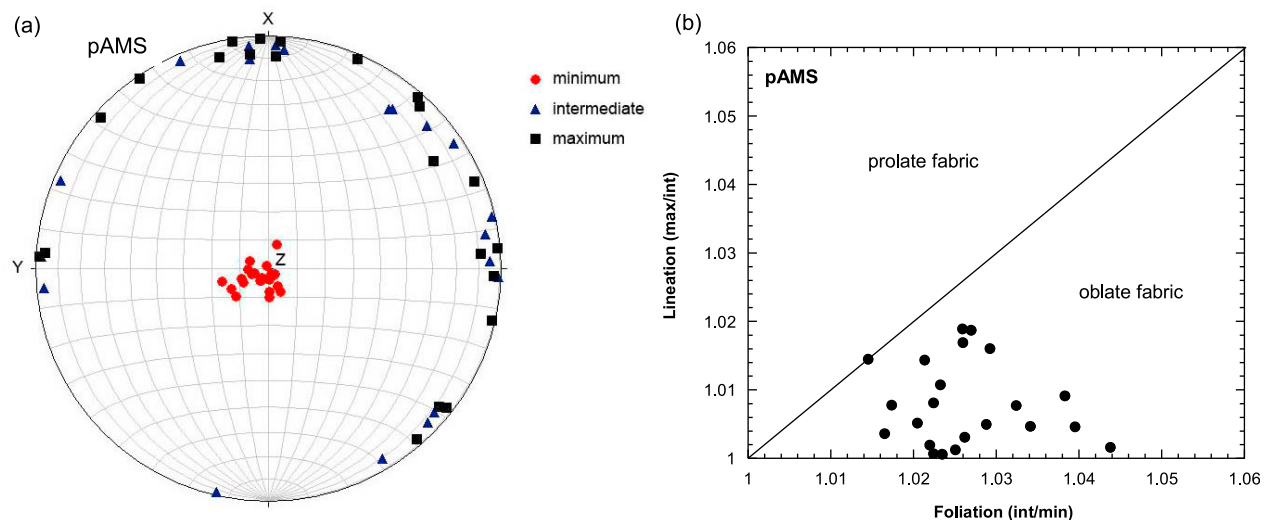 (a)
pAMS
X
Y
Z
minimum
intermediate
maximum
(b)
pAMS
prolate fabric
oblate fabric
1.06
1.05
1.04
1.03
1.02
1.01
1
Lineation (max/int)
1
1.01
1.02
1.03
1.04
1.05
1.06
Foliation (int/min)